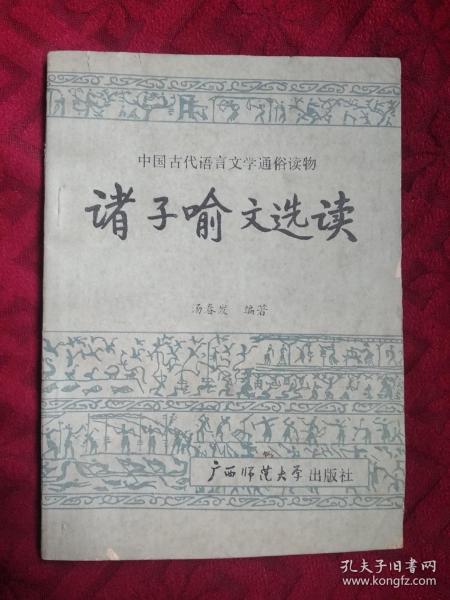 中国古代语言文学通俗读物
诸子喻文选读
汤春发 编著
广西师范大学出版社
孔夫子旧书网
www.kongfz.com